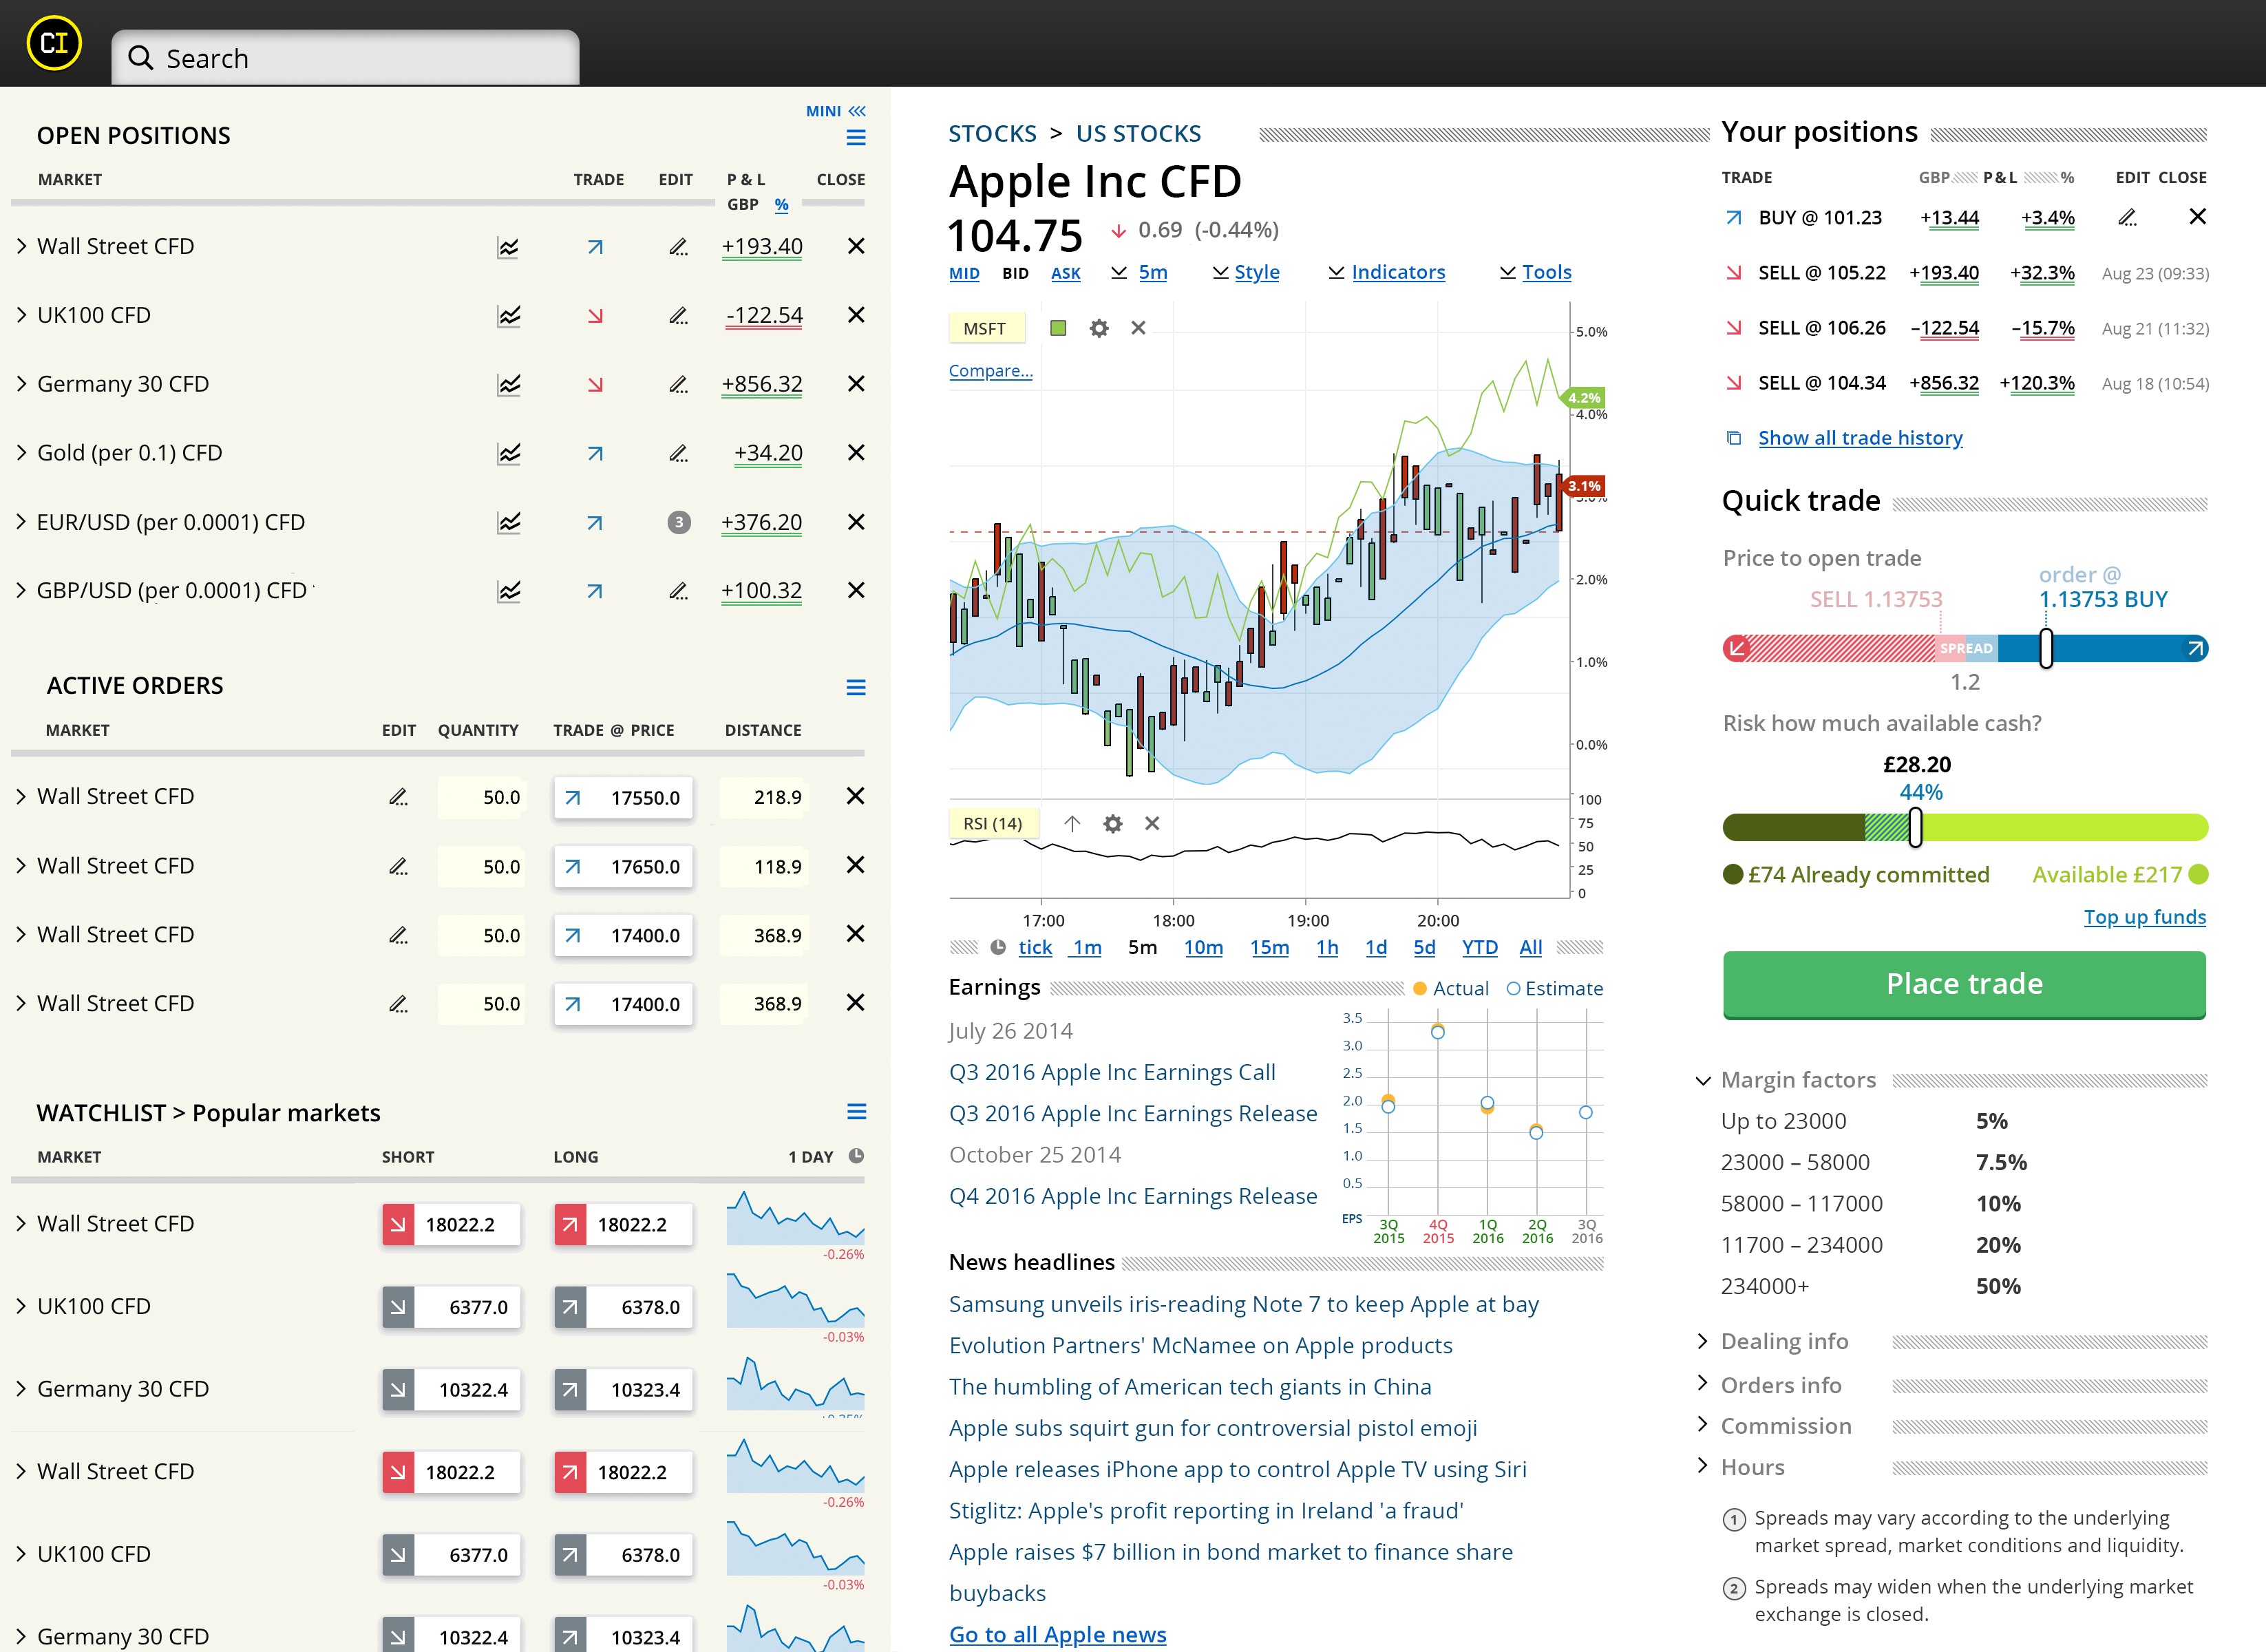 CI
Search
MINI
OPEN POSITIONS
MARKET TRADE EDIT P & L CLOSE
GBP %
Wall Street CFD +193.40
UK100 CFD -122.54
Germany 30 CFD +856.32
Gold (per 0.1) CFD +34.20
EUR/USD (per 0.0001) CFD 3 +376.20
GBP/USD (per 0.0001) CFD +100.32
ACTIVE ORDERS
MARKET EDIT QUANTITY TRADE @ PRICE DISTANCE
Wall Street CFD 50.0 17550.0 218.9
Wall Street CFD 50.0 17650.0 118.9
Wall Street CFD 50.0 17400.0 368.9
Wall Street CFD 50.0 17400.0 368.9
WATCHLIST > Popular markets
MARKET SHORT LONG 1 DAY
Wall Street CFD 18022.2 18022.2
-0.26%
UK100 CFD 6377.0 6378.0
-0.03%
Germany 30 CFD 10322.4 10323.4
Wall Street CFD 18022.2 18022.2
-0.26%
UK100 CFD 6377.0 6378.0
-0.03%
Germany 30 CFD 10322.4 10323.4
STOCKS > US STOCKS
Apple Inc CFD
104.75 0.69 (-0.44%)
MID BID ASK 5m Style Indicators Tools
MSFT
Compare...
5.0%
4.2%
4.0%
3.1%
2.0%
1.0%
0.0%
RSI (14)
100
75
50
25
0
17:00 18:00 19:00 20:00
tick 1m 5m 10m 15m 1h 1d 5d YTD All
Earnings Actual Estimate
July 26 2014
Q3 2016 Apple Inc Earnings Call
Q3 2016 Apple Inc Earnings Release
October 25 2014
Q4 2016 Apple Inc Earnings Release
3.5
3.0
2.5
2.0
1.5
1.0
0.5
EPS 3Q 4Q 1Q 2Q 3Q
2015 2015 2016 2016 2016
News headlines
Samsung unveils iris-reading Note 7 to keep Apple at bay
Evolution Partners' McNamee on Apple products
The humbling of American tech giants in China
Apple subs squirt gun for controversial pistol emoji
Apple releases iPhone app to control Apple TV using Siri
Stiglitz: Apple's profit reporting in Ireland 'a fraud'
Apple raises $7 billion in bond market to finance share
buybacks
Go to all Apple news
Your positions
TRADE GBP P & L % EDIT CLOSE
BUY @ 101.23 +13.44 +3.4%
SELL @ 105.22 +193.40 +32.3% Aug 23 (09:33)
SELL @ 106.26 –122.54 –15.7% Aug 21 (11:32)
SELL @ 104.34 +856.32 +120.3% Aug 18 (10:54)
Show all trade history
Quick trade
Price to open trade
order @
SELL 1.13753 1.13753 BUY
SPREAD
1.2
Risk how much available cash?
£28.20
44%
£74 Already committed Available £217
Top up funds
Place trade
Margin factors
Up to 23000 5%
23000 – 58000 7.5%
58000 – 117000 10%
11700 – 234000 20%
234000+ 50%
Dealing info
Orders info
Commission
Hours
1 Spreads may vary according to the underlying
market spread, market conditions and liquidity.
2 Spreads may widen when the underlying market
exchange is closed.